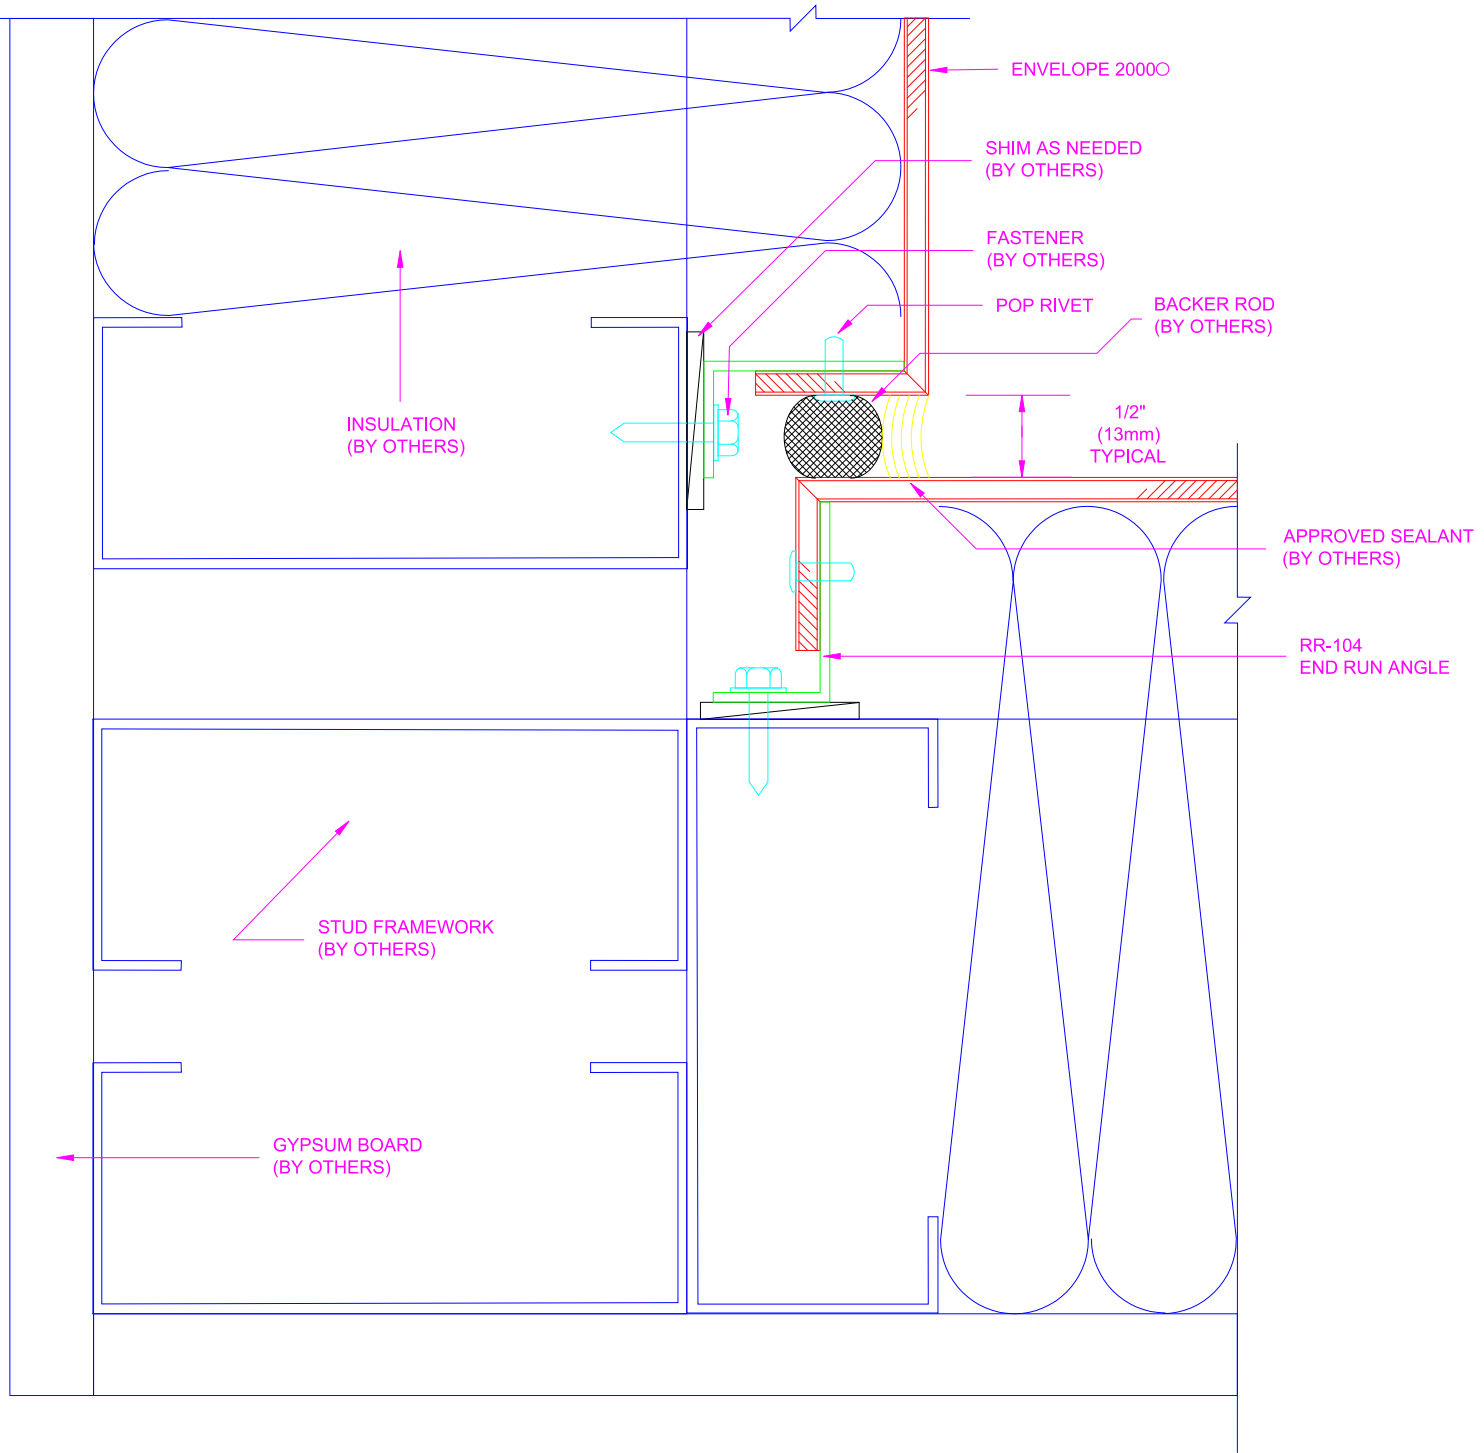 ENVELOPE 2000○
SHIM AS NEEDED
(BY OTHERS)
FASTENER
(BY OTHERS)
POP RIVET
BACKER ROD
(BY OTHERS)
INSULATION
(BY OTHERS)
1/2"
(13mm)
TYPICAL
APPROVED SEALANT
(BY OTHERS)
RR-104
END RUN ANGLE
STUD FRAMEWORK
(BY OTHERS)
GYPSUM BOARD
(BY OTHERS)